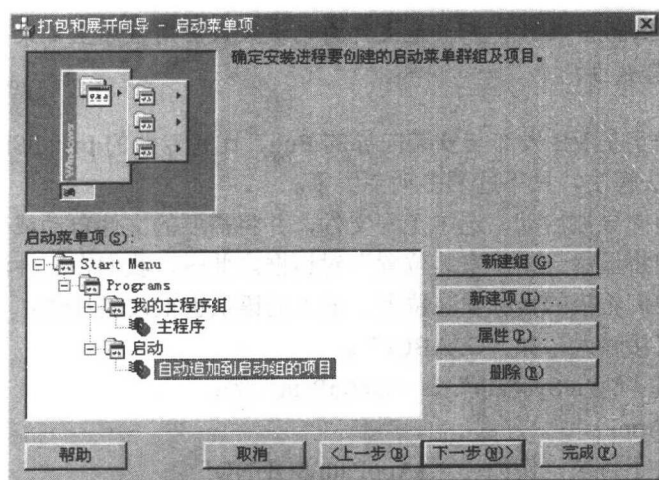 打包和展开向导 - 启动菜单项
确定安装进程要创建的启动菜单群组及项目。
Windows
启动菜单项(S):
Start Menu
Programs
我的主程序组
主程序
启动
自动追加到启动组的项目
新建组(G)
新建项(I)...
属性(P)...
删除(R)
帮助
取消
<上一步(B)
下一步(N)>
完成(F)